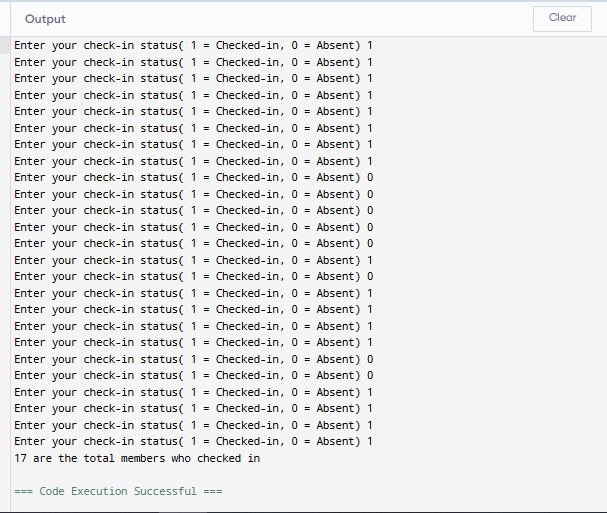 Output
Clear
Enter your check-in status( 1 = Checked-in, 0 = Absent) 1
Enter your check-in status( 1 = Checked-in, 0 = Absent) 1
Enter your check-in status( 1 = Checked-in, 0 = Absent) 1
Enter your check-in status( 1 = Checked-in, 0 = Absent) 1
Enter your check-in status( 1 = Checked-in, 0 = Absent) 1
Enter your check-in status( 1 = Checked-in, 0 = Absent) 1
Enter your check-in status( 1 = Checked-in, 0 = Absent) 1
Enter your check-in status( 1 = Checked-in, 0 = Absent) 1
Enter your check-in status( 1 = Checked-in, 0 = Absent) 0
Enter your check-in status( 1 = Checked-in, 0 = Absent) 0
Enter your check-in status( 1 = Checked-in, 0 = Absent) 0
Enter your check-in status( 1 = Checked-in, 0 = Absent) 0
Enter your check-in status( 1 = Checked-in, 0 = Absent) 0
Enter your check-in status( 1 = Checked-in, 0 = Absent) 1
Enter your check-in status( 1 = Checked-in, 0 = Absent) 0
Enter your check-in status( 1 = Checked-in, 0 = Absent) 1
Enter your check-in status( 1 = Checked-in, 0 = Absent) 1
Enter your check-in status( 1 = Checked-in, 0 = Absent) 1
Enter your check-in status( 1 = Checked-in, 0 = Absent) 1
Enter your check-in status( 1 = Checked-in, 0 = Absent) 0
Enter your check-in status( 1 = Checked-in, 0 = Absent) 0
Enter your check-in status( 1 = Checked-in, 0 = Absent) 1
Enter your check-in status( 1 = Checked-in, 0 = Absent) 1
Enter your check-in status( 1 = Checked-in, 0 = Absent) 1
Enter your check-in status( 1 = Checked-in, 0 = Absent) 1
17 are the total members who checked in
=== Code Execution Successful ===